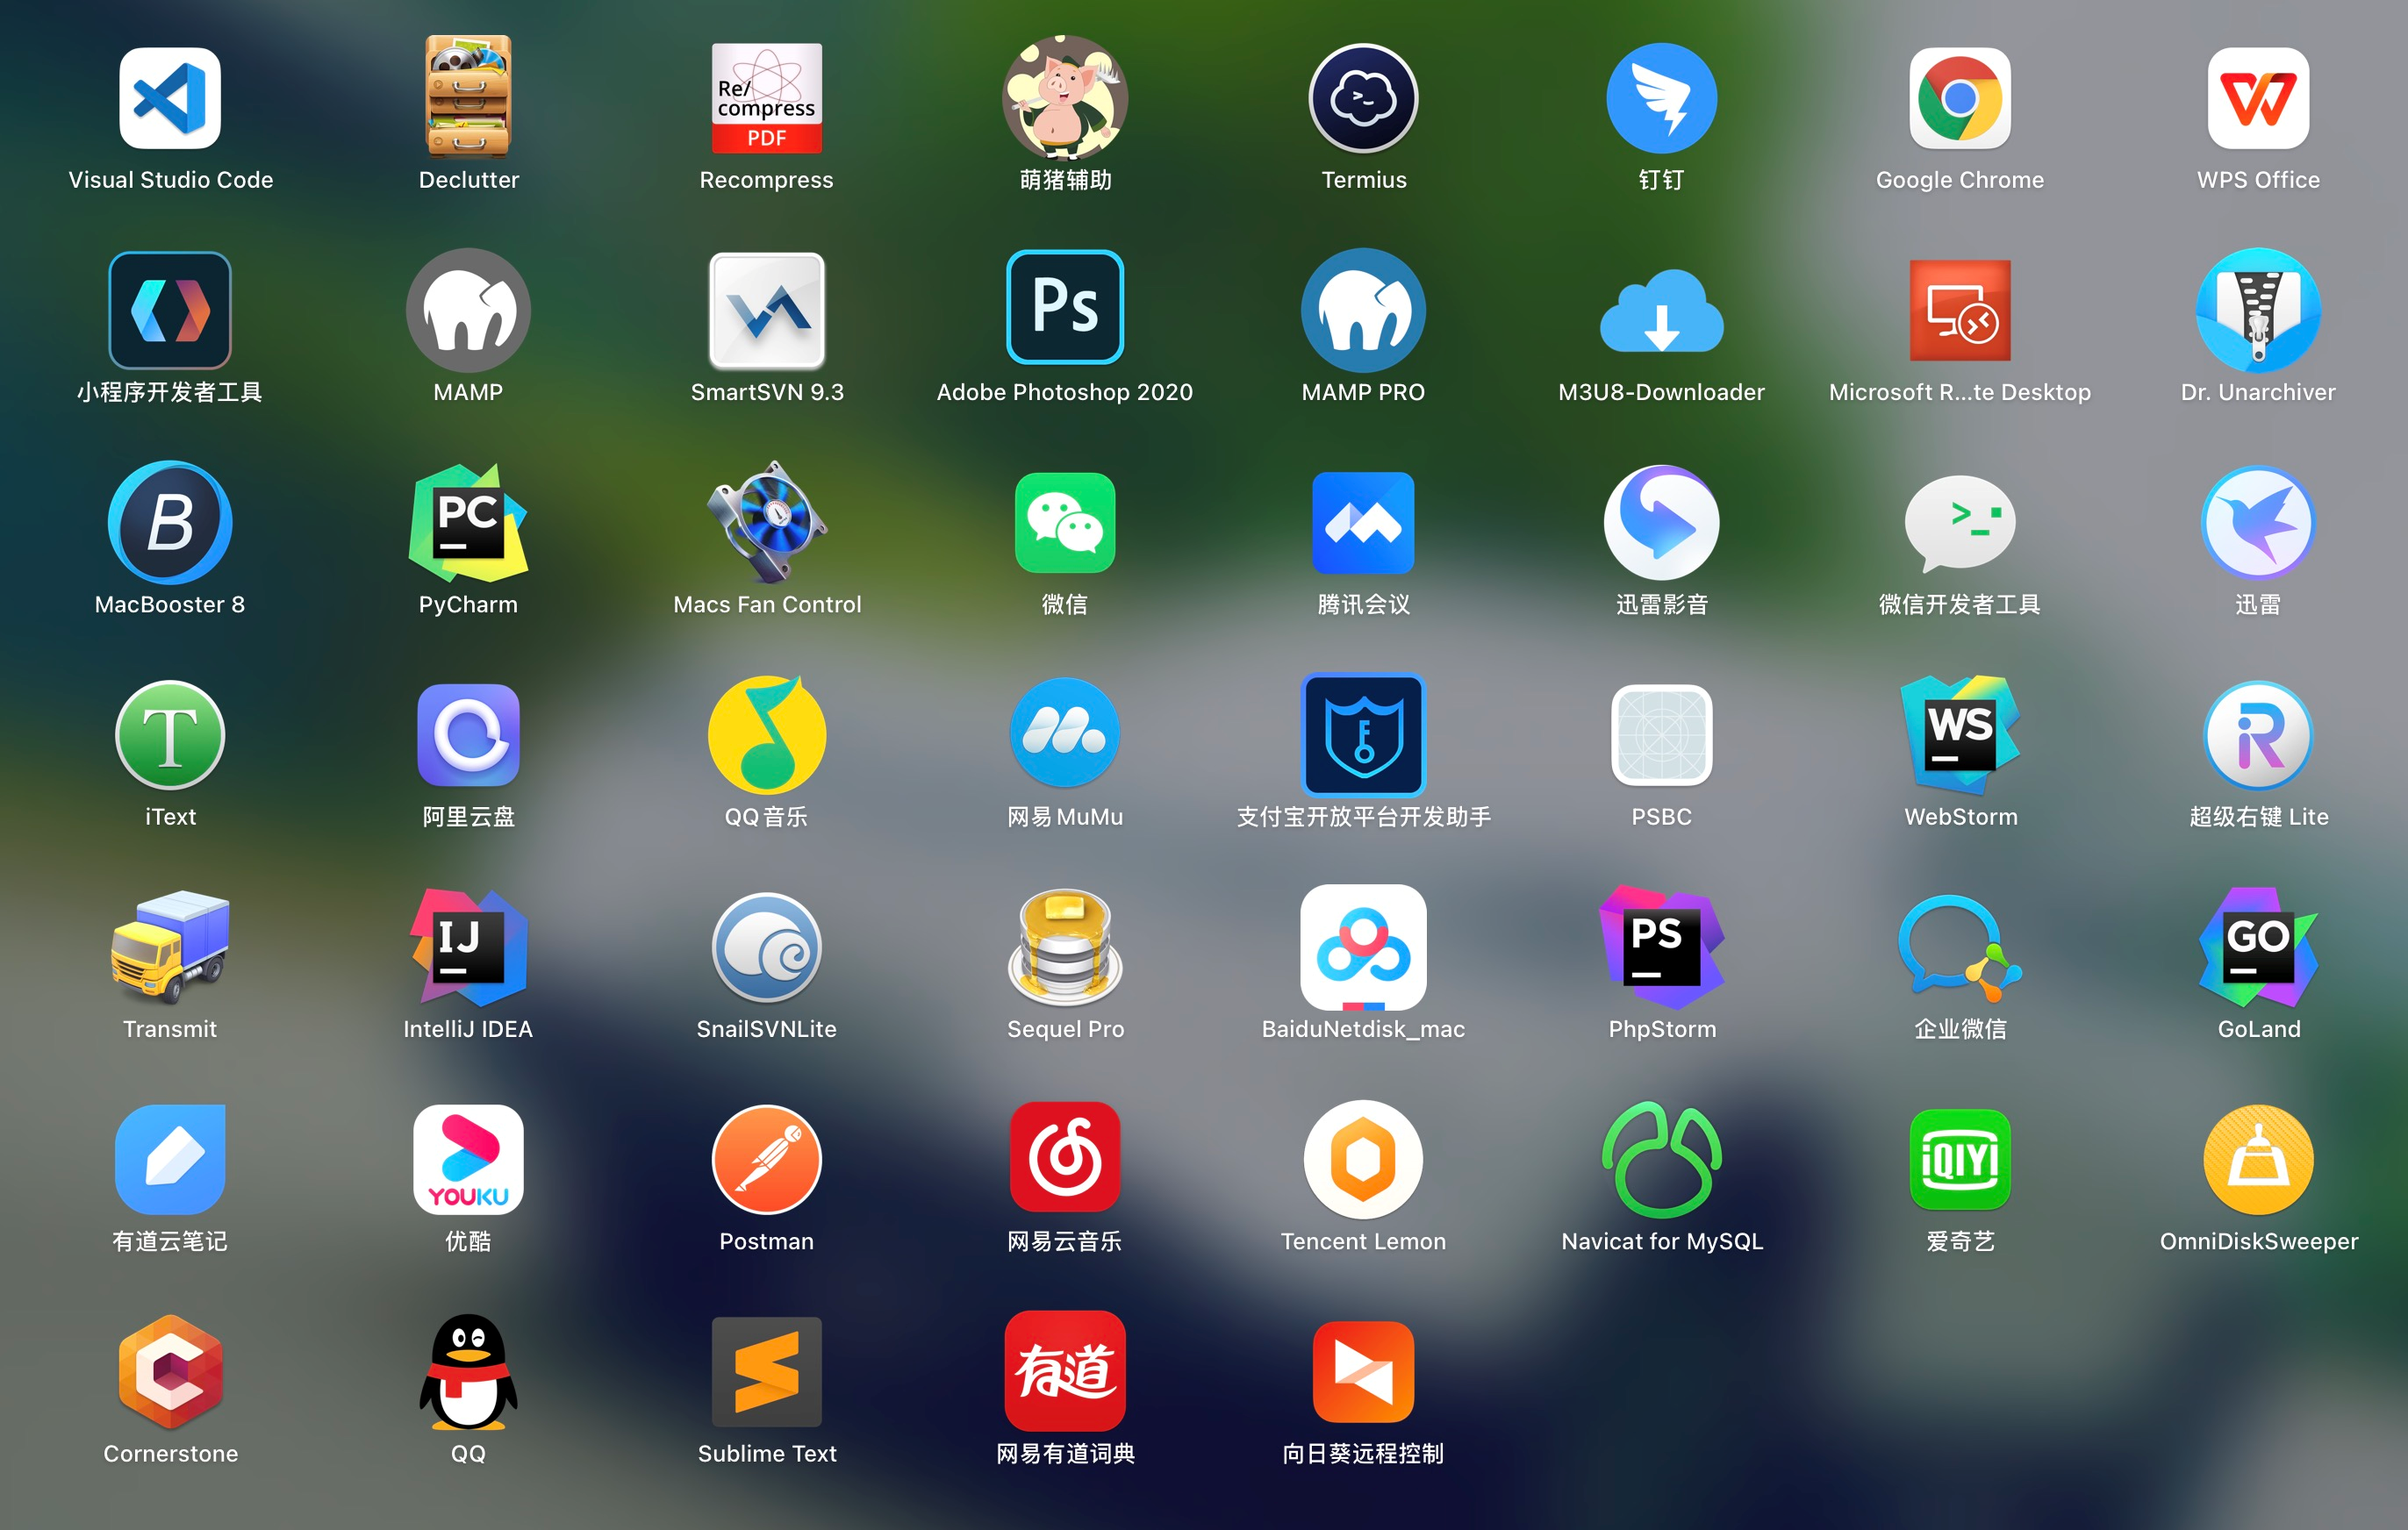 Re/
compress
PDF
Visual Studio Code
Declutter
Recompress
萌猪辅助
Termius
钉钉
Google Chrome
WPS Office
Ps
小程序开发者工具
MAMP
SmartSVN 9.3
Adobe Photoshop 2020
MAMP PRO
M3U8-Downloader
Microsoft R...te Desktop
Dr. Unarchiver
B
PC
>_
MacBooster 8
PyCharm
Macs Fan Control
微信
腾讯会议
迅雷影音
微信开发者工具
迅雷
T
WS
iR
iText
阿里云盘
QQ音乐
网易MuMu
支付宝开放平台开发助手
PSBC
WebStorm
超级右键 Lite
IJ
PS
GO
Transmit
IntelliJ IDEA
SnailSVNLite
Sequel Pro
BaiduNetdisk_mac
PhpStorm
企业微信
GoLand
YOUKU
iQIYI
有道云笔记
优酷
Postman
网易云音乐
Tencent Lemon
Navicat for MySQL
爱奇艺
OmniDiskSweeper
有道
Cornerstone
QQ
Sublime Text
网易有道词典
向日葵远程控制